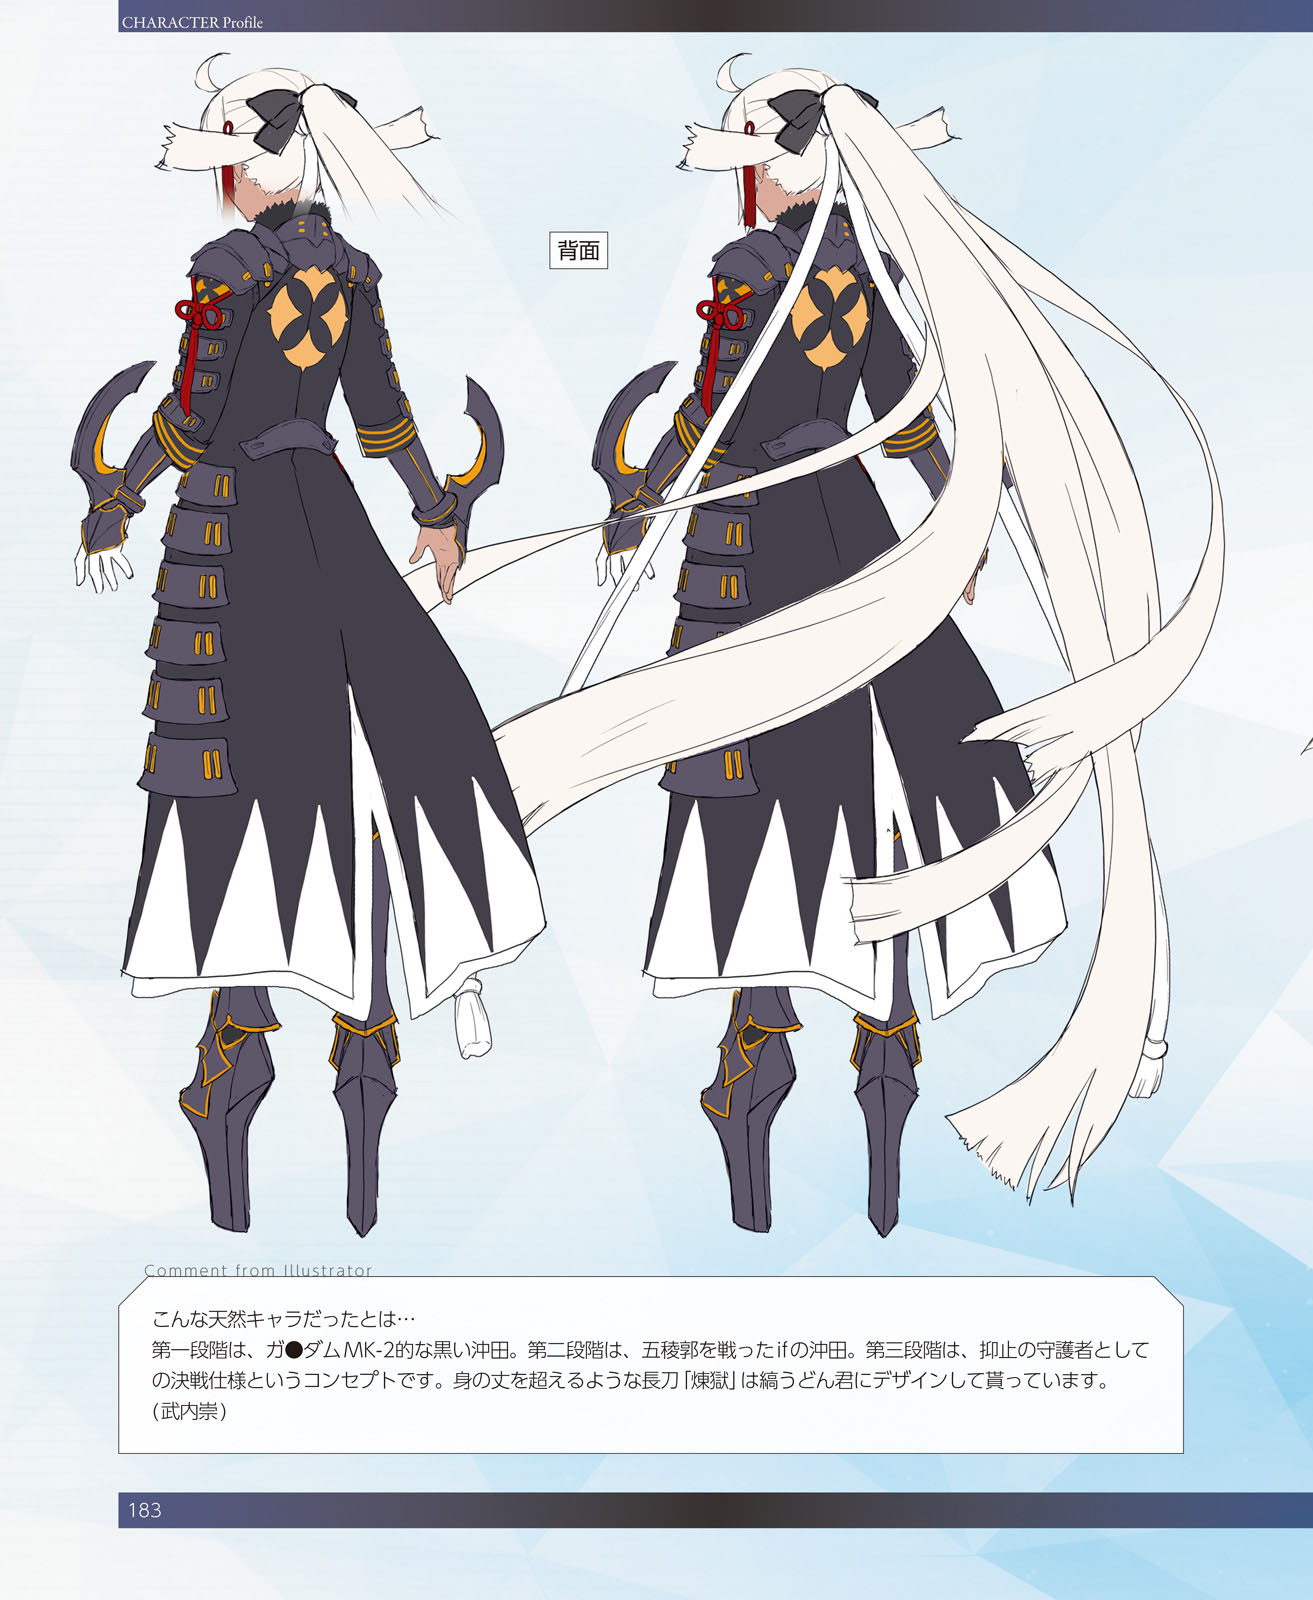 CHARACTER Profile
背面
Comment from Illustrator
こんな天然キャラだったとは…
第一段階は、ガ●ダムMK-2的な黒い沖田。第二段階は、五稜郭を戦ったifの沖田。第三段階は、抑止の守護者として
の決戦仕様というコンセプトです。身の丈を超えるような長刀「煉獄」は縞うどん君にデザインして貰っています。
(武内崇)
183